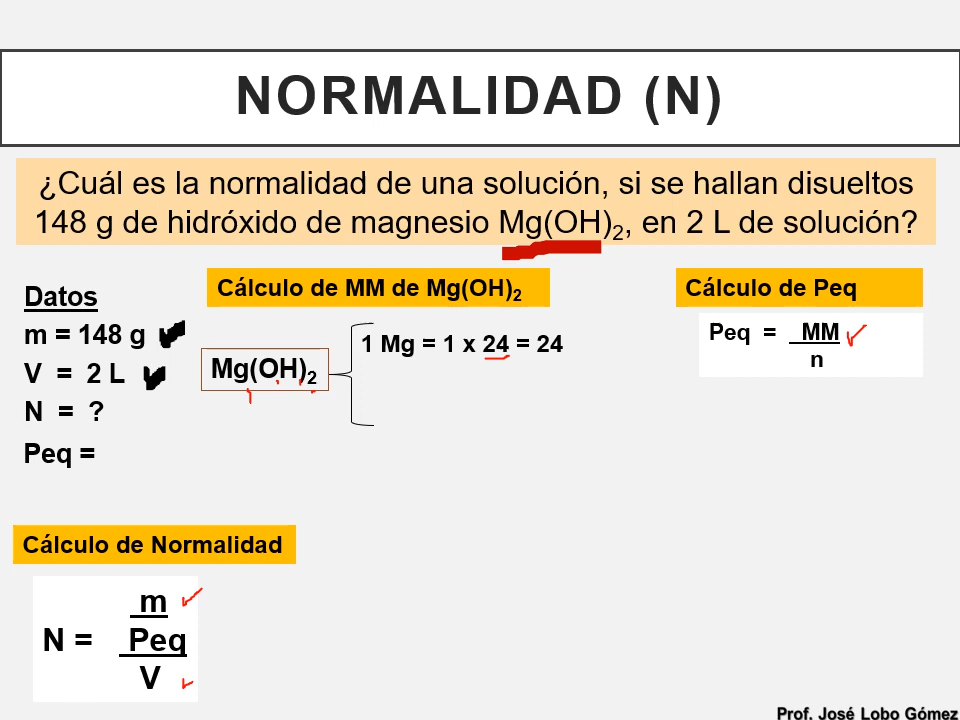 NORMALIDAD (N)
¿Cuál es la normalidad de una solución, si se hallan disueltos
148 g de hidróxido de magnesio Mg(OH)₂, en 2 L de solución?
Datos
m = 148 g
V = 2 L
N = ?
Peq =
Cálculo de MM de Mg(OH)₂
Mg(OH)₂
1 Mg = 1 x 24 = 24
Cálculo de Peq
Peq = MM
n
Cálculo de Normalidad
m
N = Peq
V
Prof. José Lobo Gómez